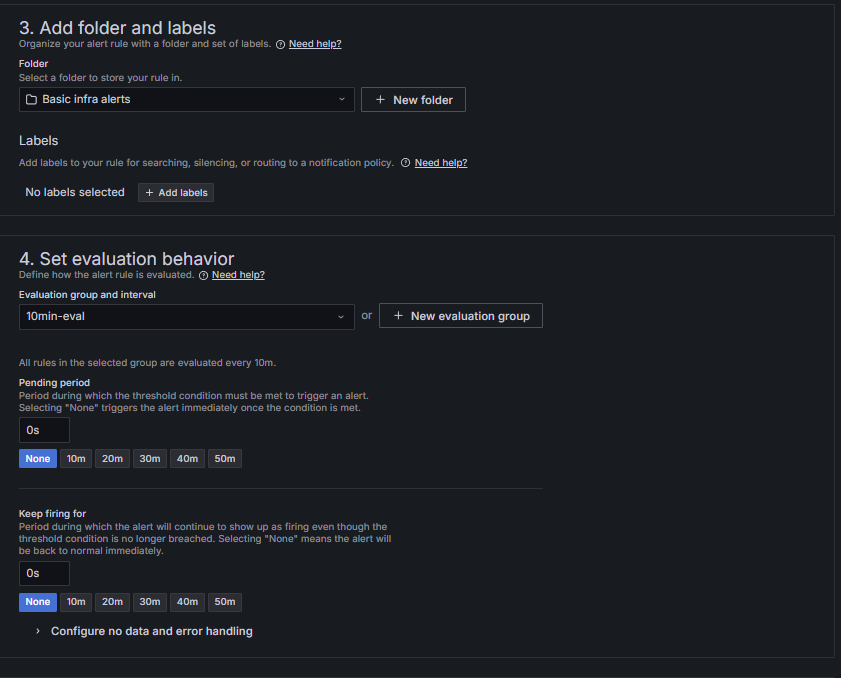 3. Add folder and labels
Organize your alert rule with a folder and set of labels. Need help?
Folder
Select a folder to store your rule in.
Basic infra alerts
+ New folder
Labels
Add labels to your rule for searching, silencing, or routing to a notification policy. Need help?
No labels selected + Add labels
4. Set evaluation behavior
Define how the alert rule is evaluated. Need help?
Evaluation group and interval
10min-eval or + New evaluation group
All rules in the selected group are evaluated every 10m.
Pending period
Period during which the threshold condition must be met to trigger an alert.
Selecting "None" triggers the alert immediately once the condition is met.
0s
None 10m 20m 30m 40m 50m
Keep firing for
Period during which the alert will continue to show up as firing even though the
threshold condition is no longer breached. Selecting "None" means the alert will
be back to normal immediately.
0s
None 10m 20m 30m 40m 50m
Configure no data and error handling